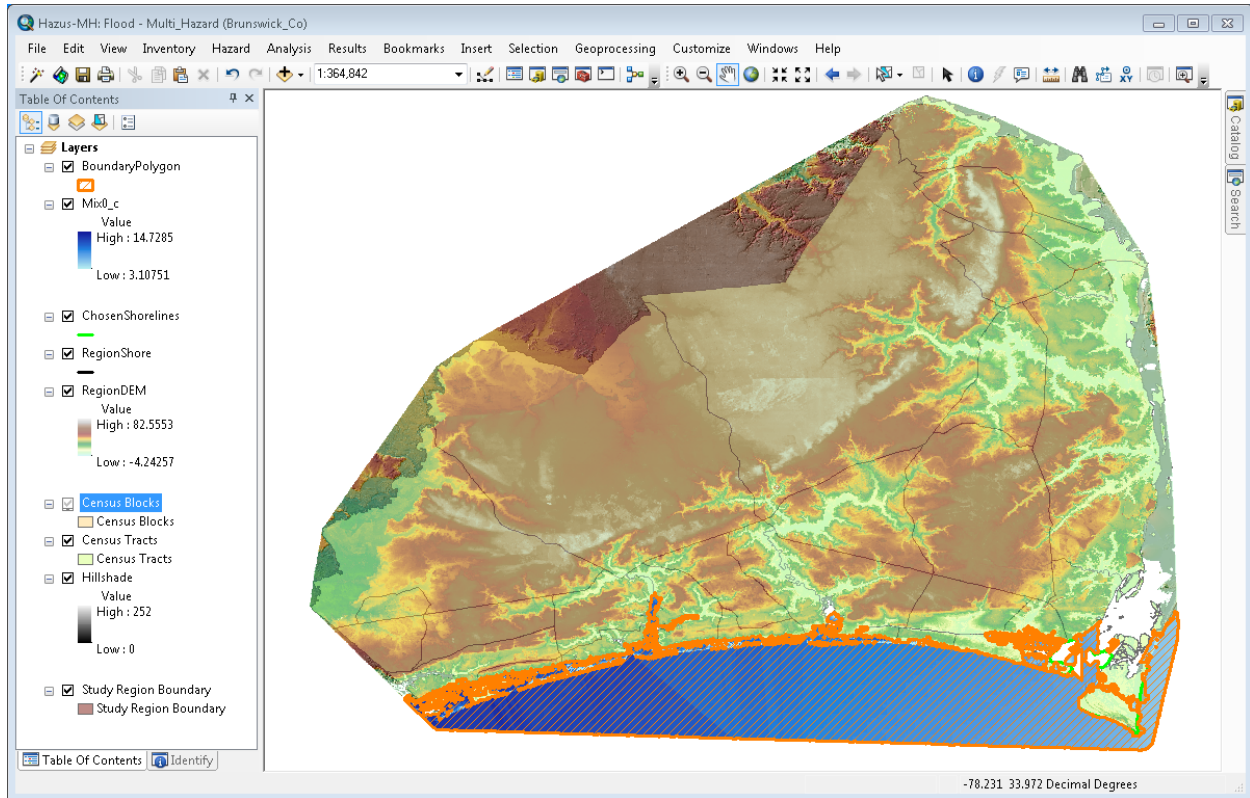 Hazus-MH: Flood - Multi_Hazard (Brunswick_Co)
File Edit View Inventory Hazard Analysis Results Bookmarks Insert Selection Geoprocessing Customize Windows Help
1:364,842
Table Of Contents
Layers
BoundaryPolygon
Mix0_c
Value
High : 14.7285
Low : 3.10751
ChosenShorelines
RegionShore
RegionDEM
Value
High : 82.5553
Low : -4.24257
Census Blocks
Census Blocks
Census Tracts
Census Tracts
Hillshade
Value
High : 252
Low : 0
Study Region Boundary
Study Region Boundary
Table Of Contents Identify
Catalog
Search
-78.231 33.972 Decimal Degrees